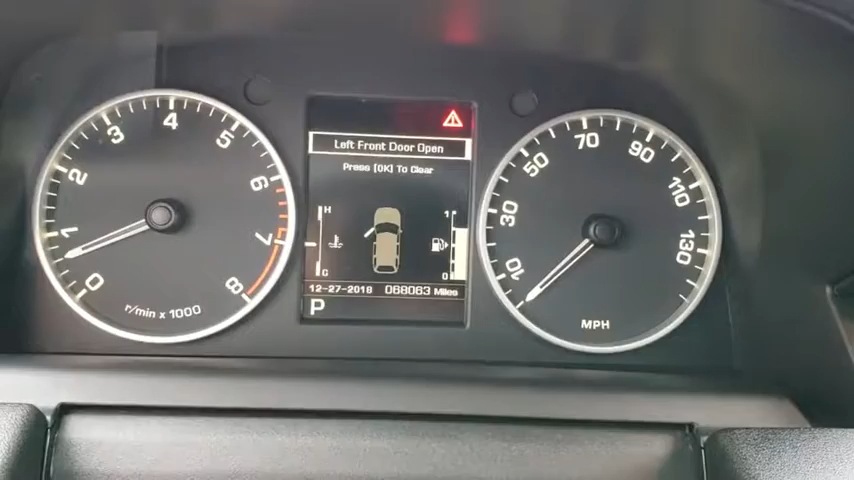 0
1
2
3
4
5
6
7
8
r/min x 1000
Left Front Door Open
Press [OK] To Clear
H
C
1
0
12-27-2018 068063 Miles
P
10
30
50
70
90
110
130
MPH